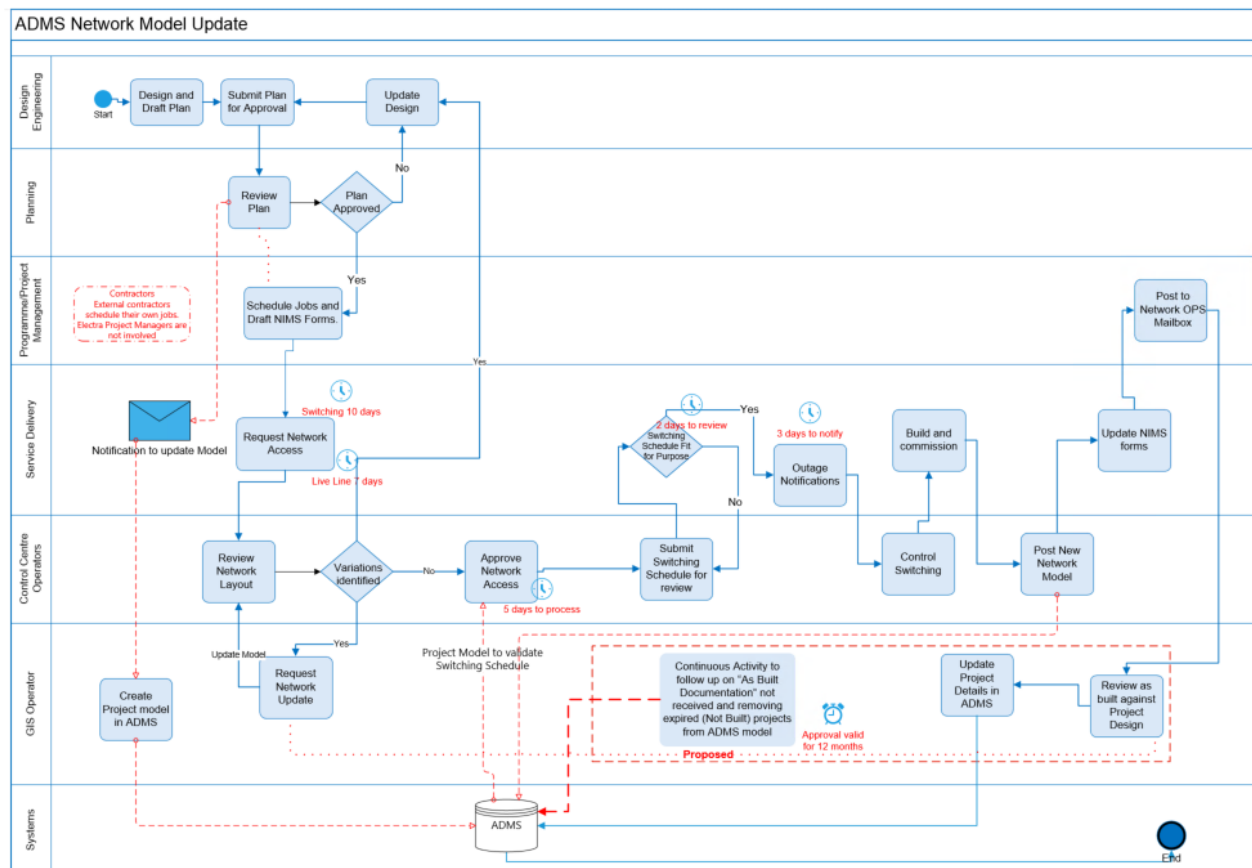 ADMS Network Model Update
Design
Engineering
Start
Design and
Draft Plan
Submit Plan
for Approval
Update
Design
Planning
Review
Plan
Plan
Approved
No
Yes
Programme/Project
Management
Contractors
External contractors
schedule their own jobs.
Electra Project Managers are
not involved
Schedule Jobs and
Draft NIMS Forms.
Post to
Network OPS
Mailbox
Yes
Service Delivery
Notification to update Model
Switching 10 days
Request Network
Access
Live Line 7 days
2 days to review
Switching
Schedule Fit
for Purpose
Yes
No
3 days to notify
Outage
Notifications
Build and
commission
Update NIMS
forms
Control Centre
Operators
Review
Network
Layout
Variations
identified
No
Approve
Network
Access
5 days to process
Submit
Switching
Schedule for
review
Control
Switching
Post New
Network
Model
GIS Operator
Yes
Update Model
Create
Project model
in ADMS
Request
Network
Update
Project Model to validate
Switching Schedule
Continuous Activity to
follow up on "As Built
Documentation" not
received and removing
expired (Not Built) projects
from ADMS model
Proposed
Approval valid
for 12 months
Update
Project
Details in
ADMS
Review as
built against
Project
Design
Systems
ADMS
End